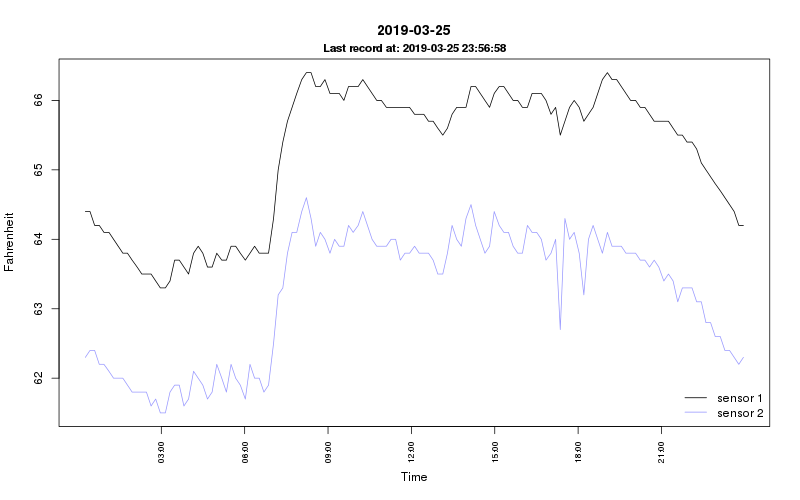 2019-03-25
Last record at: 2019-03-25 23:56:58
Fahrenheit
66
65
64
63
62
sensor 1
sensor 2
03:00
06:00
09:00
12:00
15:00
18:00
21:00
Time